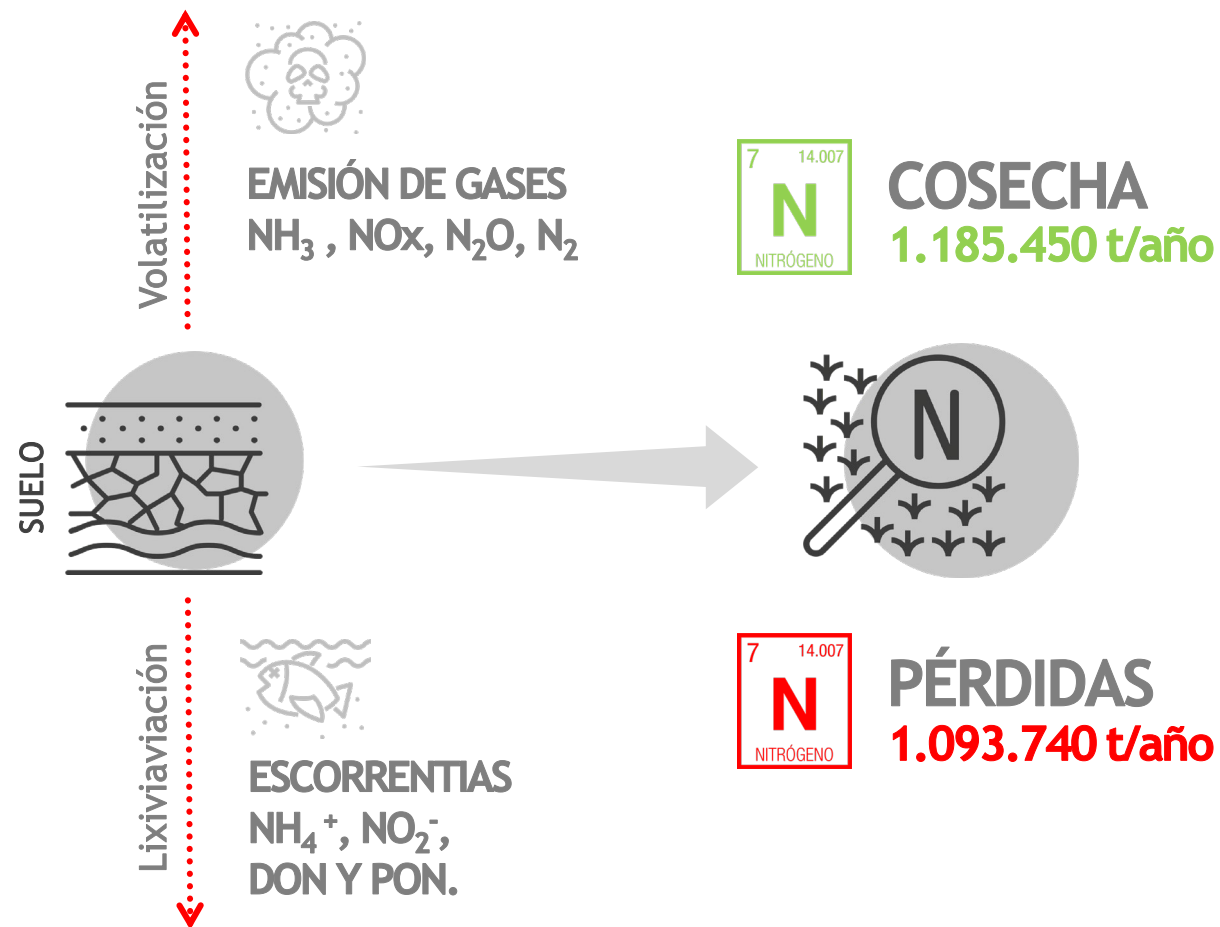 Volatilización
EMISIÓN DE GASES
NH₃ , NOx, N₂O, N₂
7 14.007
N
NITRÓGENO
COSECHA
1.185.450 t/año
SUELO
N
Lixiviaviación
ESCORRENTIAS
NH₄⁺, NO₂⁻,
DON Y PON.
7 14.007
N
NITRÓGENO
PÉRDIDAS
1.093.740 t/año